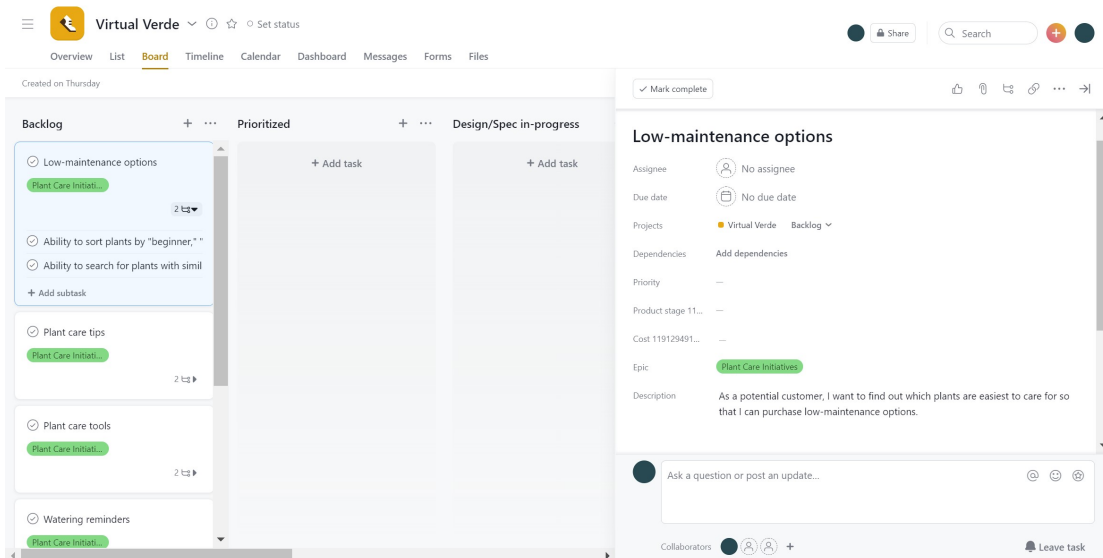 Virtual Verde
Set status
Share
Search
Overview List Board Timeline Calendar Dashboard Messages Forms Files
Created on Thursday
Backlog
Low-maintenance options
Plant Care Initiati...
2
Ability to sort plants by "beginner," "
Ability to search for plants with simil
+ Add subtask
Plant care tips
Plant Care Initiati...
2
Plant care tools
Plant Care Initiati...
2
Watering reminders
Plant Care Initiati...
Prioritized
+ Add task
Design/Spec in-progress
+ Add task
Mark complete
Low-maintenance options
Assignee No assignee
Due date No due date
Projects Virtual Verde Backlog
Dependencies Add dependencies
Priority —
Product stage 11... —
Cost 119129491... —
Epic Plant Care Initiatives
Description As a potential customer, I want to find out which plants are easiest to care for so
that I can purchase low-maintenance options.
Ask a question or post an update...
Collaborators
Leave task